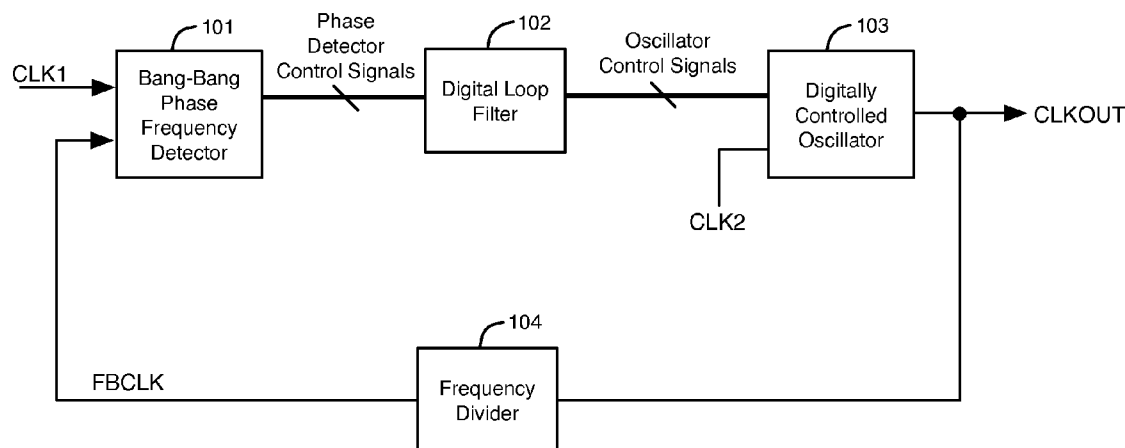 101
Bang-Bang
Phase
Frequency
Detector
CLK1
Phase
Detector
Control Signals
102
Digital Loop
Filter
Oscillator
Control Signals
103
Digitally
Controlled
Oscillator
CLKOUT
CLK2
104
Frequency
Divider
FBCLK